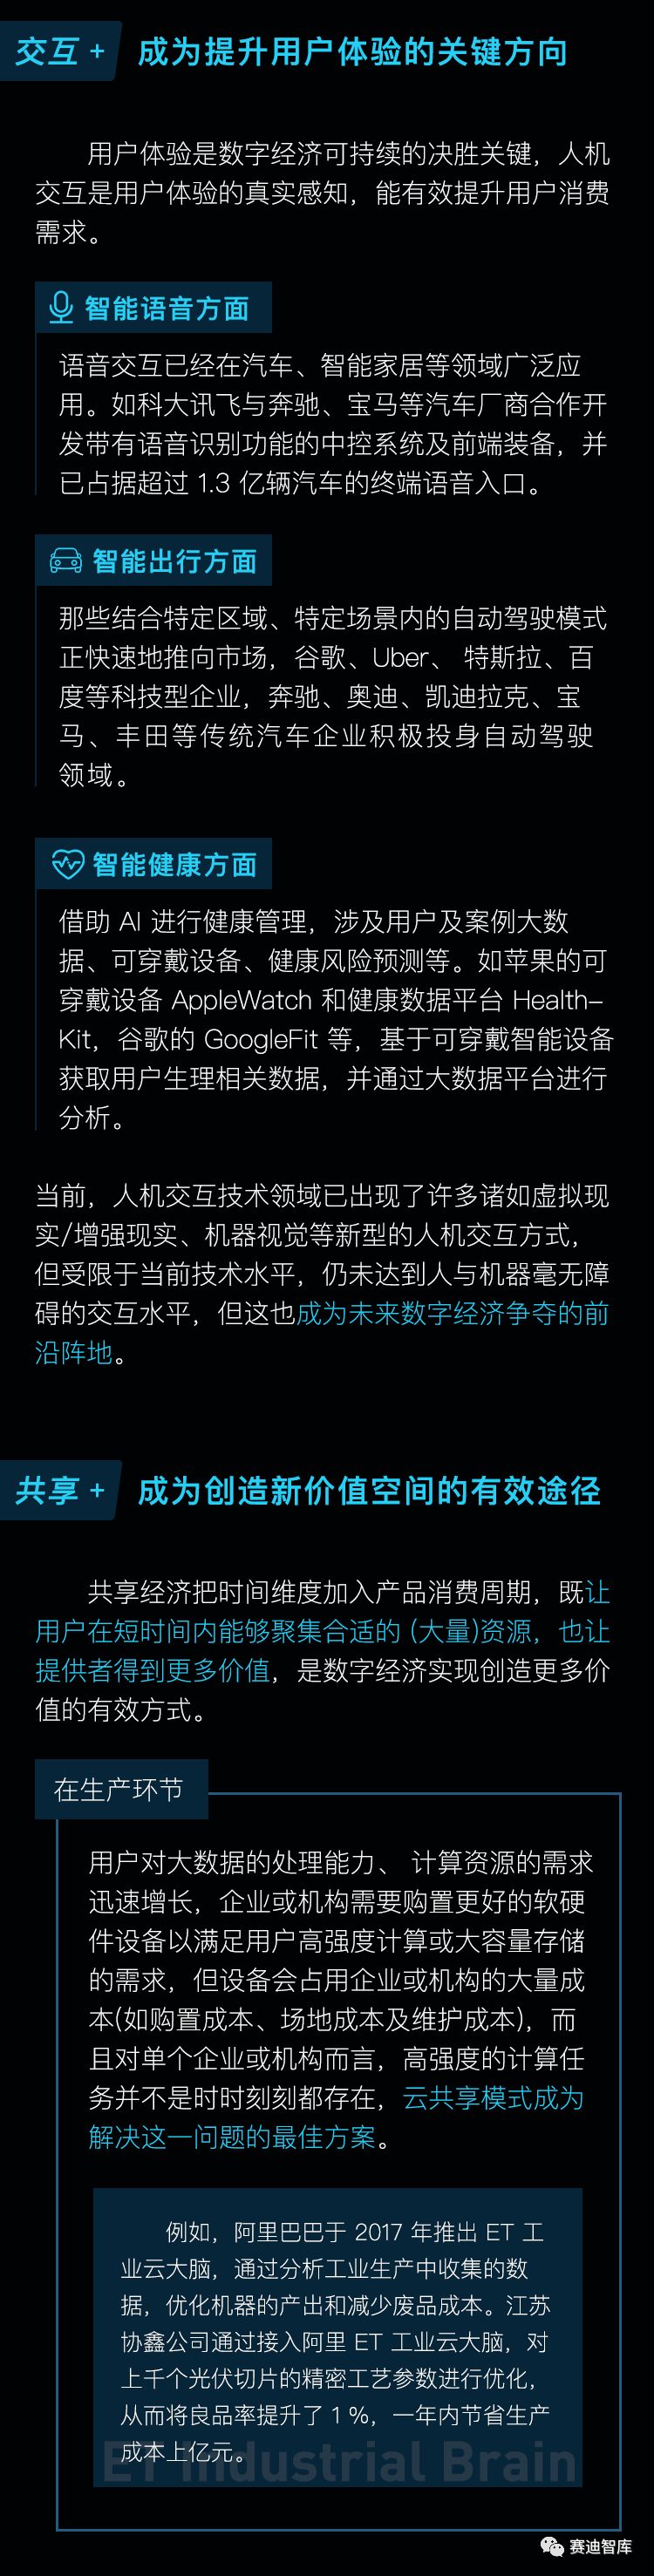 交互 + 成为提升用户体验的关键方向
用户体验是数字经济可持续的决胜关键，人机
交互是用户体验的真实感知，能有效提升用户消费
需求。
智能语音方面
语音交互已经在汽车、智能家居等领域广泛应
用。如科大讯飞与奔驰、宝马等汽车厂商合作开
发带有语音识别功能的中控系统及前端装备，并
已占据超过 1.3 亿辆汽车的终端语音入口。
智能出行方面
那些结合特定区域、特定场景内的自动驾驶模式
正快速地推向市场，谷歌、Uber、 特斯拉、百
度等科技型企业，奔驰、奥迪、凯迪拉克、宝
马、丰田等传统汽车企业积极投身自动驾驶
领域。
智能健康方面
借助 AI 进行健康管理，涉及用户及案例大数
据、可穿戴设备、健康风险预测等。如苹果的可
穿戴设备 AppleWatch 和健康数据平台 Health-
Kit，谷歌的 GoogleFit 等，基于可穿戴智能设备
获取用户生理相关数据，并通过大数据平台进行
分析。
当前，人机交互技术领域已出现了许多诸如虚拟现
实/增强现实、机器视觉等新型的人机交互方式，
但受限于当前技术水平，仍未达到人与机器毫无障
碍的交互水平，但这也成为未来数字经济争夺的前
沿阵地。
共享 + 成为创造新价值空间的有效途径
共享经济把时间维度加入产品消费周期，既让
用户在短时间内能够聚集合适的 (大量)资源，也让
提供者得到更多价值，是数字经济实现创造更多价
值的有效方式。
在生产环节
用户对大数据的处理能力、 计算资源的需求
迅速增长，企业或机构需要购置更好的软硬
件设备以满足用户高强度计算或大容量存储
的需求，但设备会占用企业或机构的大量成
本(如购置成本、场地成本及维护成本)，而
且对单个企业或机构而言，高强度的计算任
务并不是时时刻刻都存在，云共享模式成为
解决这一问题的最佳方案。
例如，阿里巴巴于 2017 年推出 ET 工
业云大脑，通过分析工业生产中收集的数
据，优化机器的产出和减少废品成本。江苏
协鑫公司通过接入阿里 ET 工业云大脑，对
上千个光伏切片的精密工艺参数进行优化，
从而将良品率提升了 1 %，一年内节省生产
成本上亿元。
ET Industrial Brain
赛迪智库